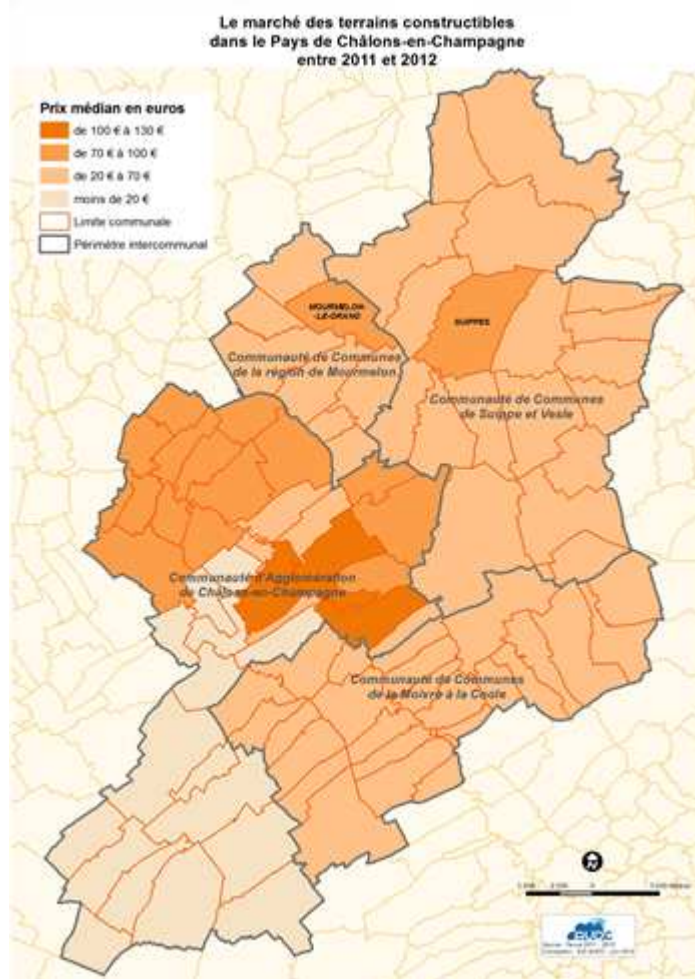 Le marché des terrains constructibles
dans le Pays de Châlons-en-Champagne
entre 2011 et 2012
Prix médian en euros
de 100 € à 130 €
de 70 € à 100 €
de 20 € à 70 €
moins de 20 €
Limite communale
Périmètre intercommunal
MOURMELON
-LE-GRAND
SUIPPES
Communauté de Communes
de la région de Mourmelon
Communauté de Communes
de Suippe et Vesle
Communauté d'Agglomération
de Châlons-en-Champagne
Communauté de Communes
de la Moivre à la Coole